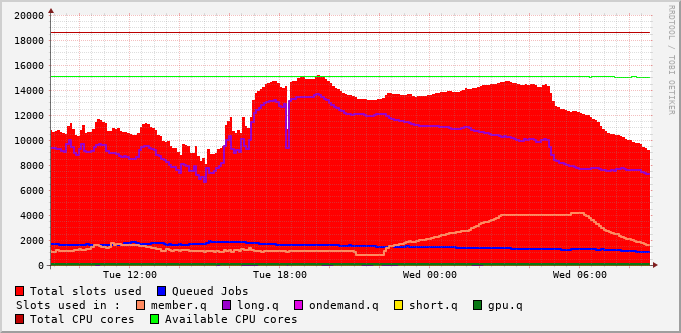 20000
18000
16000
14000
12000
10000
8000
6000
4000
2000
0
Tue 12:00 Tue 18:00 Wed 00:00 Wed 06:00
Total slots used Queued Jobs
Slots used in : member.q long.q ondemand.q short.q gpu.q
Total CPU cores Available CPU cores
RRDTOOL / TOBI OETIKER